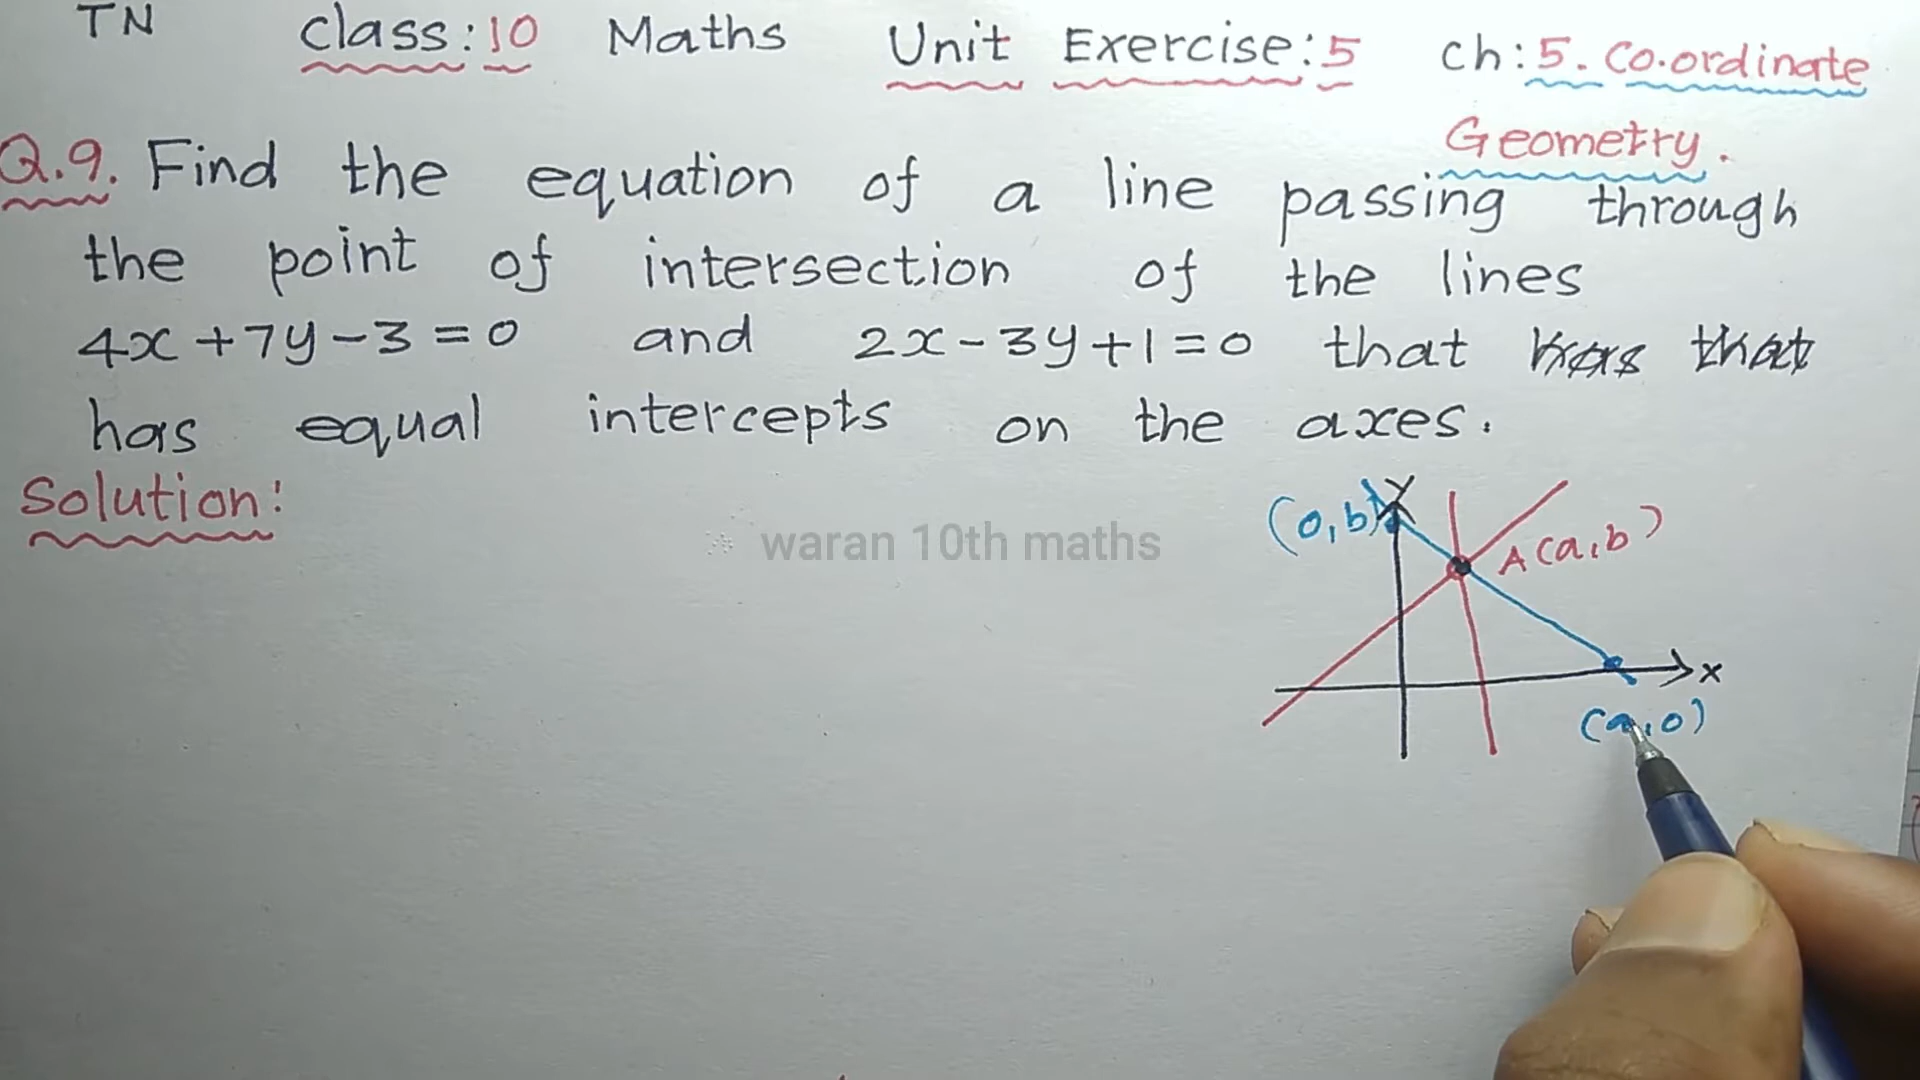 TN class:10 Maths Unit Exercise:5 ch:5. Co.ordinate
Geometry.
Q.9. Find the equation of a line passing through
the point of intersection of the lines
4x+7y-3=0 and 2x-3y+1=0 that has that
has equal intercepts on the axes.
Solution:
waran 10th maths
Y
(0,b)
A(a,b)
X
(a,0)